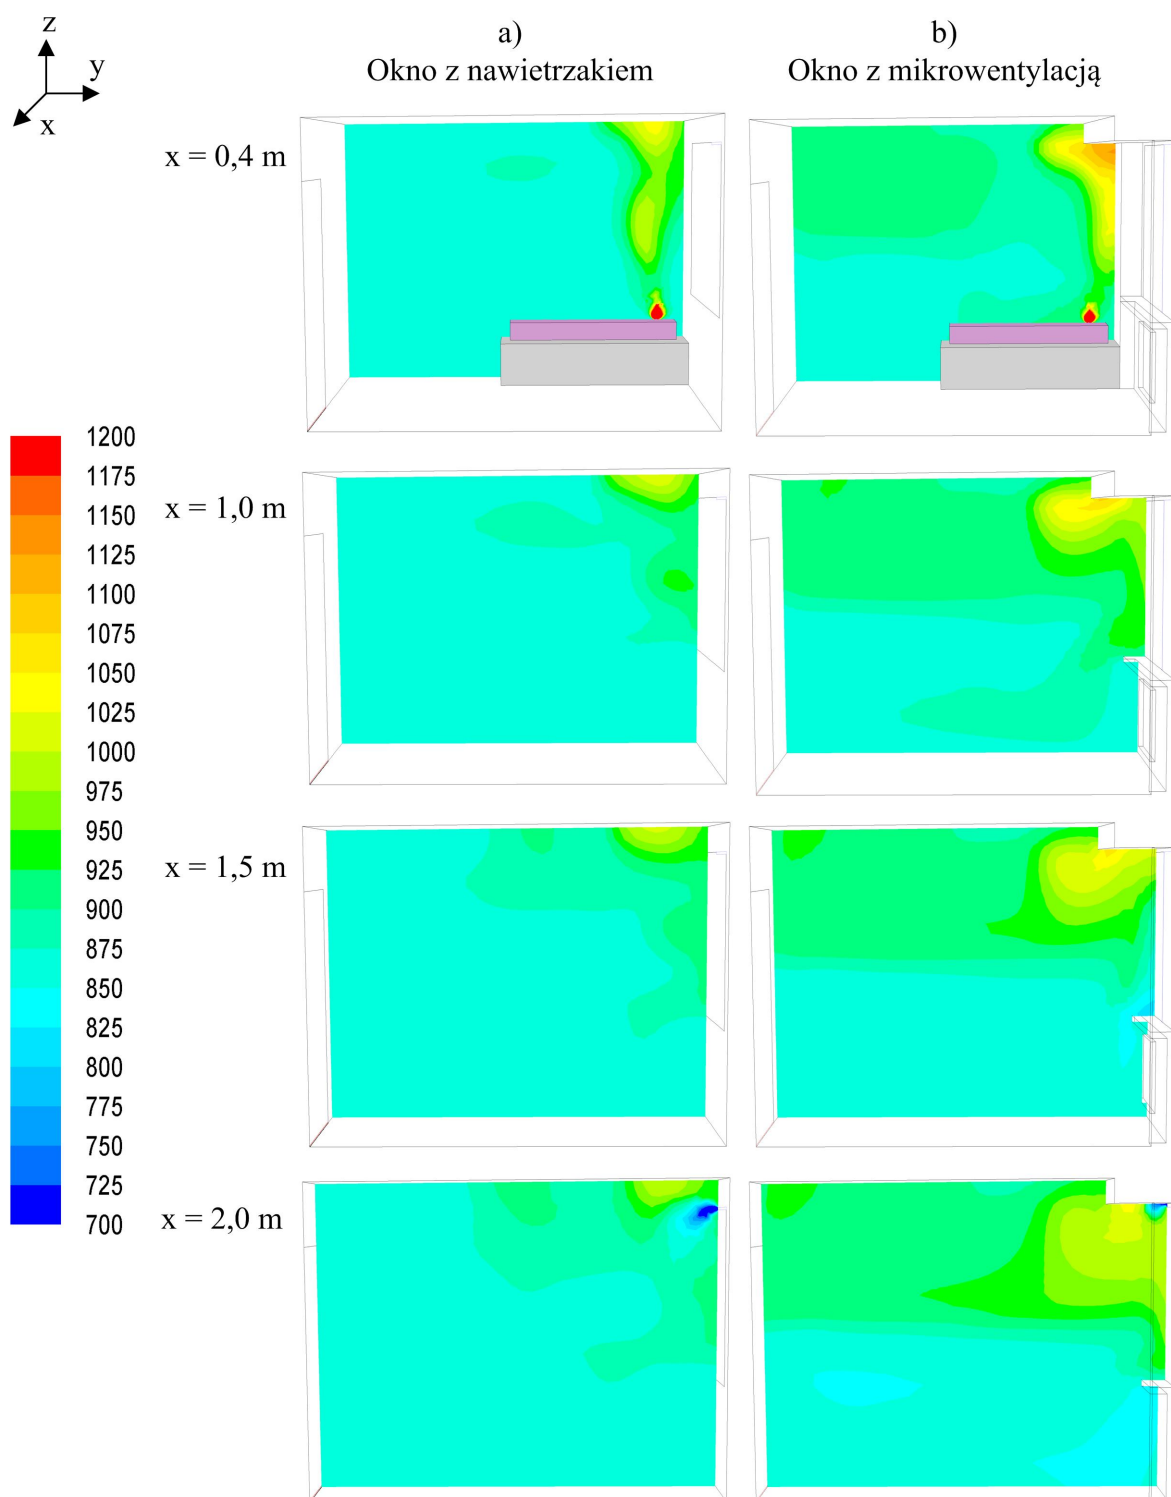 z
y
x
a)
Okno z nawietrzakiem
b)
Okno z mikrowentylacją
x = 0,4 m
x = 1,0 m
x = 1,5 m
x = 2,0 m
1200
1175
1150
1125
1100
1075
1050
1025
1000
975
950
925
900
875
850
825
800
775
750
725
700